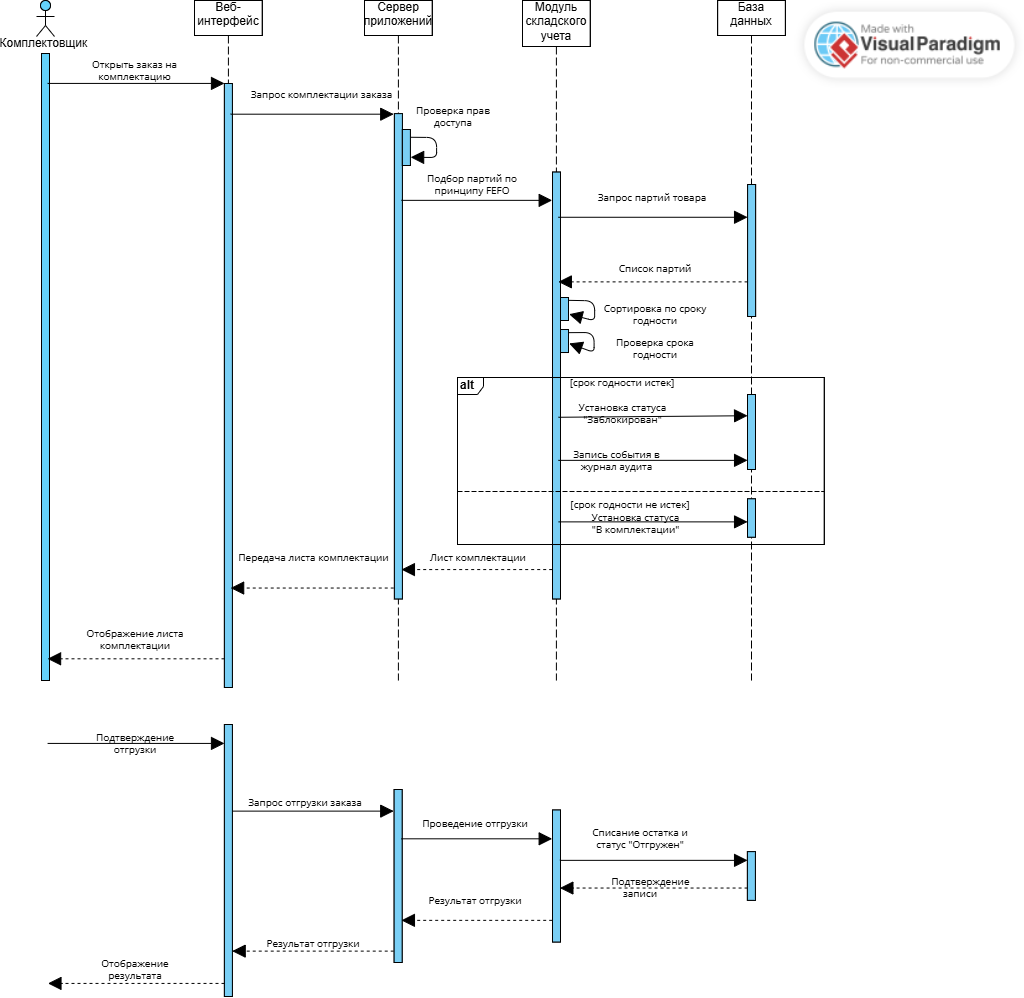 Комплектовщик
Веб-
интерфейс
Сервер
приложений
Модуль
складского
учета
База
данных
Made with
Visual Paradigm
For non-commercial use
Открыть заказ на
комплектацию
Запрос комплектации заказа
Проверка прав
доступа
Подбор партий по
принципу FEFO
Запрос партий товара
Список партий
Сортировка по сроку
годности
Проверка срока
годности
alt
[срок годности истек]
Установка статуса
"Заблокирован"
Запись события в
журнал аудита
[срок годности не истек]
Установка статуса
"В комплектации"
Лист комплектации
Передача листа комплектации
Отображение листа
комплектации
Подтверждение
отгрузки
Запрос отгрузки заказа
Проведение отгрузки
Списание остатка и
статус "Отгружен"
Подтверждение
записи
Результат отгрузки
Результат отгрузки
Отображение
результата